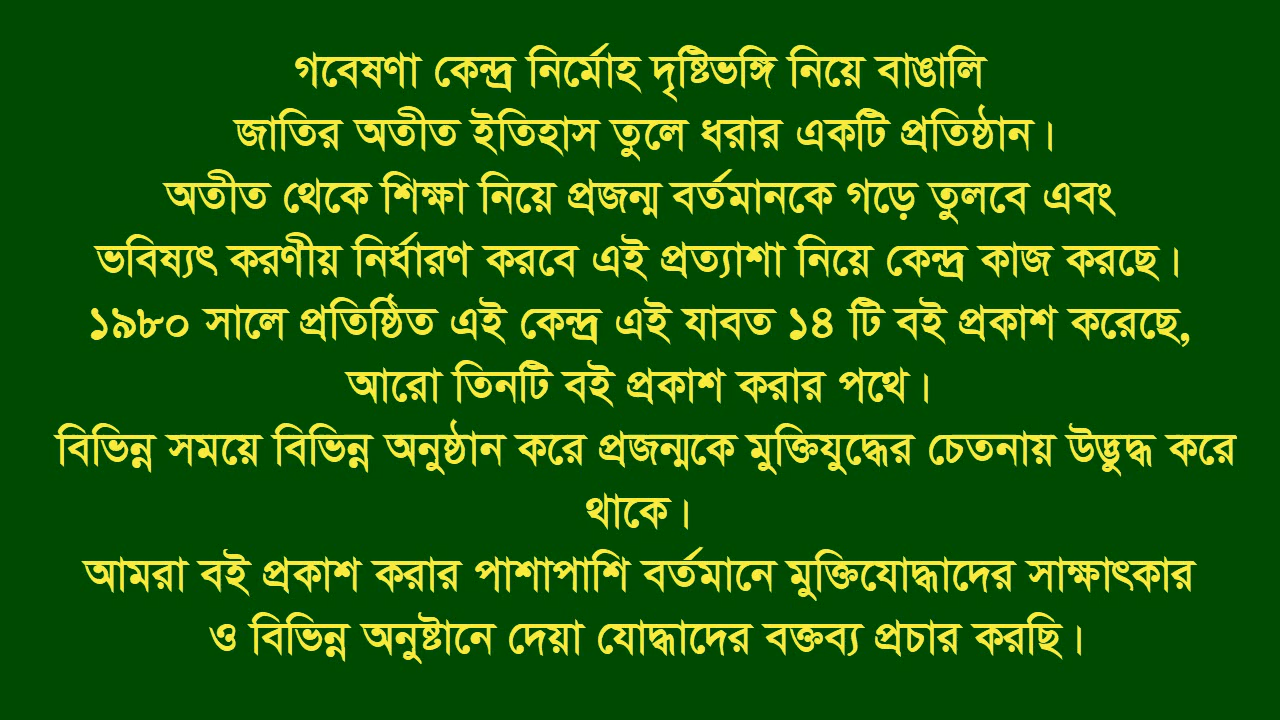 গবেষণা কেন্দ্র নির্মোহ দৃষ্টিভঙ্গি নিয়ে বাঙালি
জাতির অতীত ইতিহাস তুলে ধরার একটি প্রতিষ্ঠান।
অতীত থেকে শিক্ষা নিয়ে প্রজন্ম বর্তমানকে গড়ে তুলবে এবং
ভবিষ্যৎ করণীয় নির্ধারণ করবে এই প্রত্যাশা নিয়ে কেন্দ্র কাজ করছে।
১৯৮০ সালে প্রতিষ্ঠিত এই কেন্দ্র এই যাবত ১৪ টি বই প্রকাশ করেছে,
আরো তিনটি বই প্রকাশ করার পথে।
বিভিন্ন সময়ে বিভিন্ন অনুষ্ঠান করে প্রজন্মকে মুক্তিযুদ্ধের চেতনায় উদ্ভুদ্ধ করে
থাকে।
আমরা বই প্রকাশ করার পাশাপাশি বর্তমানে মুক্তিযোদ্ধাদের সাক্ষাৎকার
ও বিভিন্ন অনুষ্টানে দেয়া যোদ্ধাদের বক্তব্য প্রচার করছি।